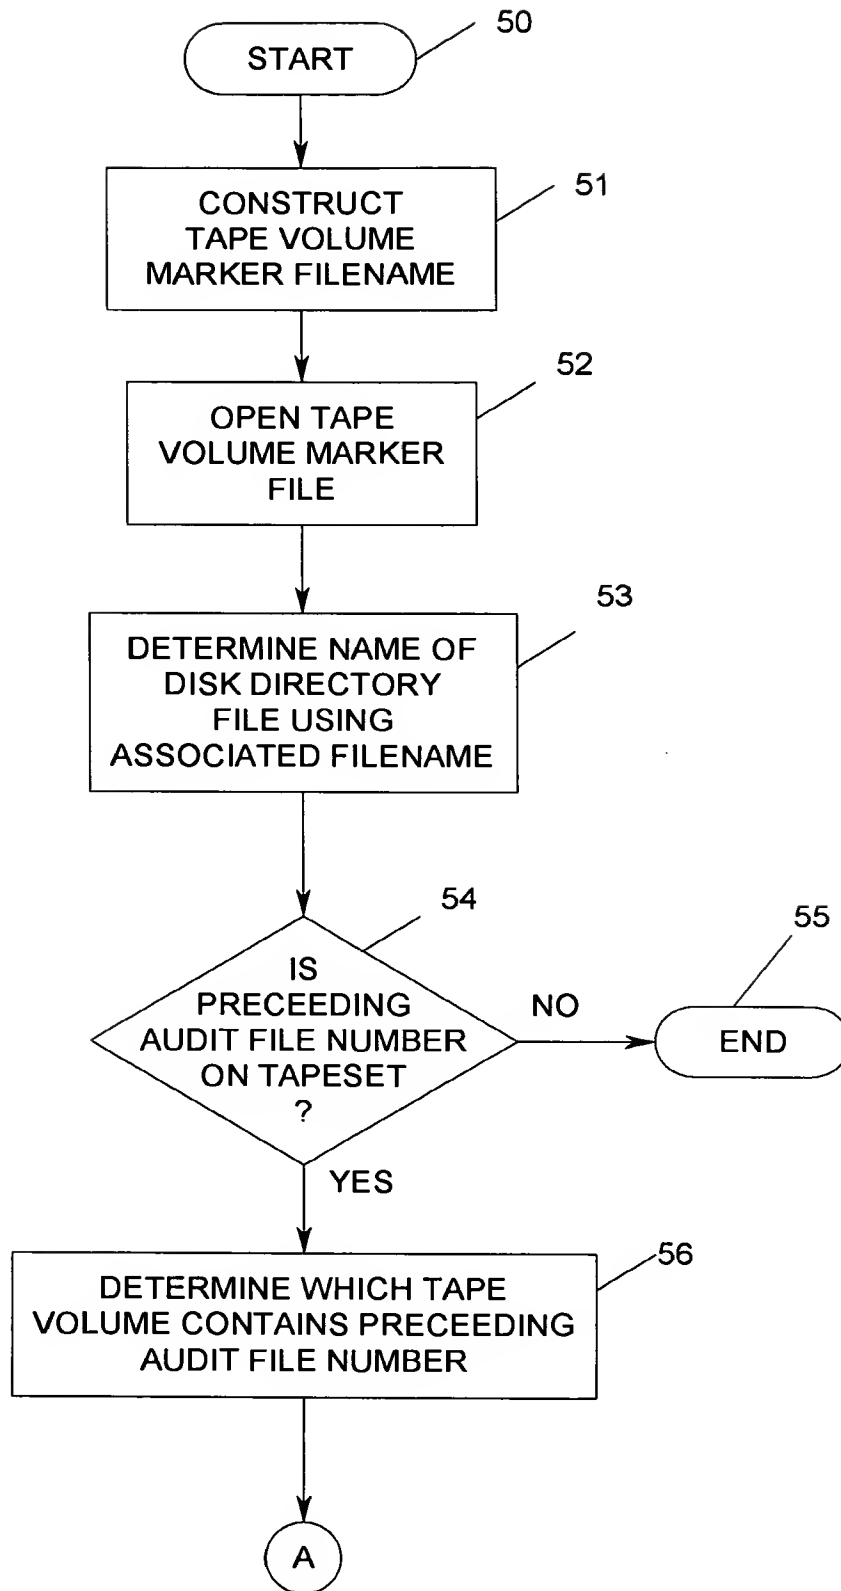 START
50
CONSTRUCT
TAPE VOLUME
MARKER FILENAME
51
OPEN TAPE
VOLUME MARKER
FILE
52
DETERMINE NAME OF
DISK DIRECTORY
FILE USING
ASSOCIATED FILENAME
53
IS
PRECEEDING
AUDIT FILE NUMBER
ON TAPESET
?
54
NO
END
55
YES
DETERMINE WHICH TAPE
VOLUME CONTAINS PRECEEDING
AUDIT FILE NUMBER
56
A